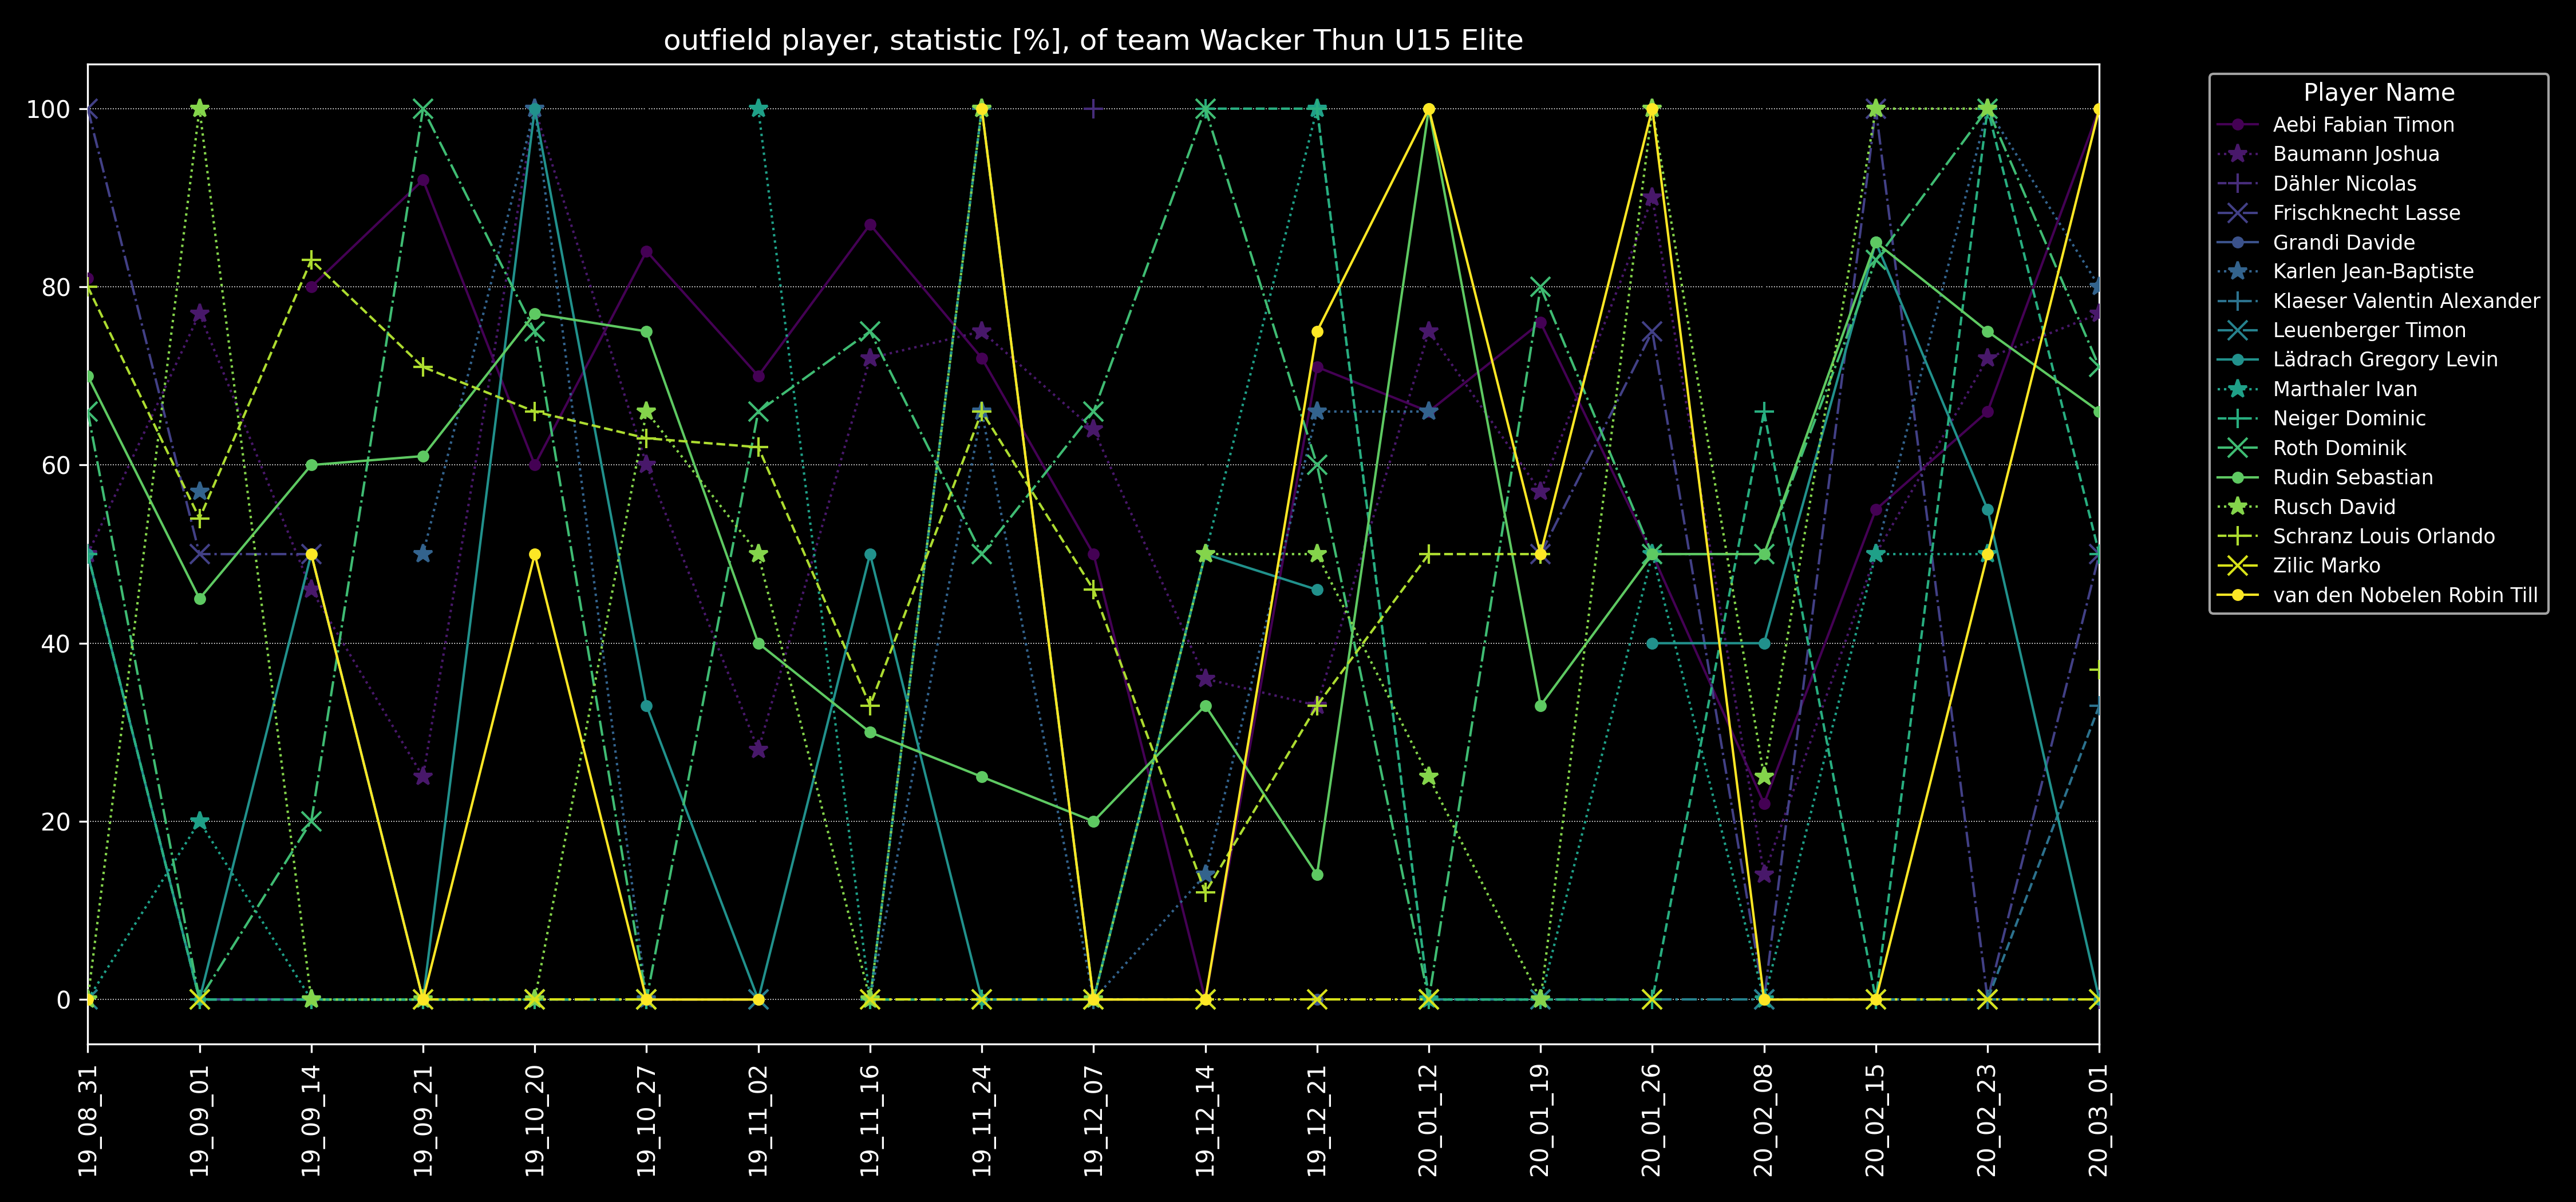 outfield player, statistic [%], of team Wacker Thun U15 Elite
100
80
60
40
20
0
19_08_31
19_09_01
19_09_14
19_09_21
19_10_20
19_10_27
19_11_02
19_11_16
19_11_24
19_12_07
19_12_14
19_12_21
20_01_12
20_01_19
20_01_26
20_02_08
20_02_15
20_02_23
20_03_01
Player Name
Aebi Fabian Timon
Baumann Joshua
Dähler Nicolas
Frischknecht Lasse
Grandi Davide
Karlen Jean-Baptiste
Klaeser Valentin Alexander
Leuenberger Timon
Lädrach Gregory Levin
Marthaler Ivan
Neiger Dominic
Roth Dominik
Rudin Sebastian
Rusch David
Schranz Louis Orlando
Zilic Marko
van den Nobelen Robin Till